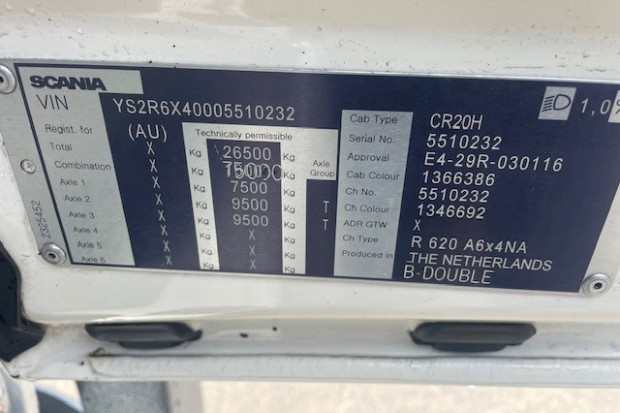 SCANIA
VIN YS2R6X40005510232
Regist. for (AU) Technically permissible
Total X Kg 26500 Kg
Combination X Kg Kg Axle Group
Axle 1 X Kg 7500 Kg
Axle 2 X Kg 9500 Kg T
Axle 3 X Kg 9500 Kg T
Axle 4 X Kg X Kg
Axle 5 X Kg X Kg
Axle 6 X Kg X Kg
2325452
Cab Type CR20H
Serial No. 5510232
Approval E4-29R-030116
Cab Colour 1366386
Ch No. 5510232
Ch Colour 1346692
ADR GTW X
Ch Type R 620 A6x4NA
Produced in THE NETHERLANDS
B-DOUBLE
1,0%